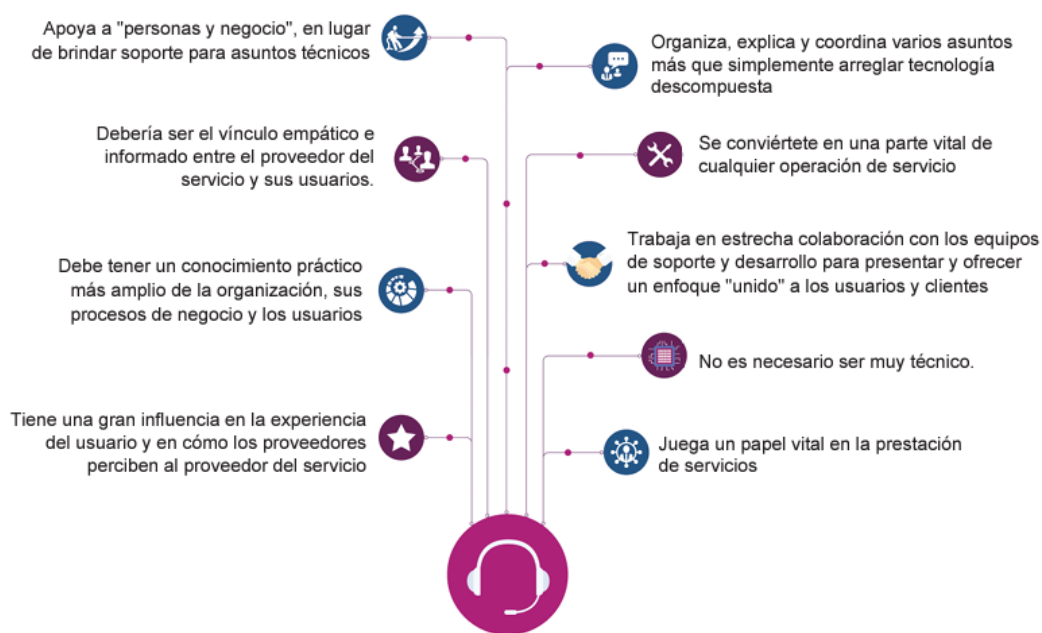 Apoya a "personas y negocio", en lugar
de brindar soporte para asuntos técnicos
Organiza, explica y coordina varios asuntos
más que simplemente arreglar tecnología
descompuesta
Debería ser el vínculo empático e
informado entre el proveedor del
servicio y sus usuarios.
Se conviértete en una parte vital de
cualquier operación de servicio
Trabaja en estrecha colaboración con los equipos
de soporte y desarrollo para presentar y ofrecer
un enfoque "unido" a los usuarios y clientes
Debe tener un conocimiento práctico
más amplio de la organización, sus
procesos de negocio y los usuarios
No es necesario ser muy técnico.
Tiene una gran influencia en la experiencia
del usuario y en cómo los proveedores
perciben al proveedor del servicio
Juega un papel vital en la prestación
de servicios